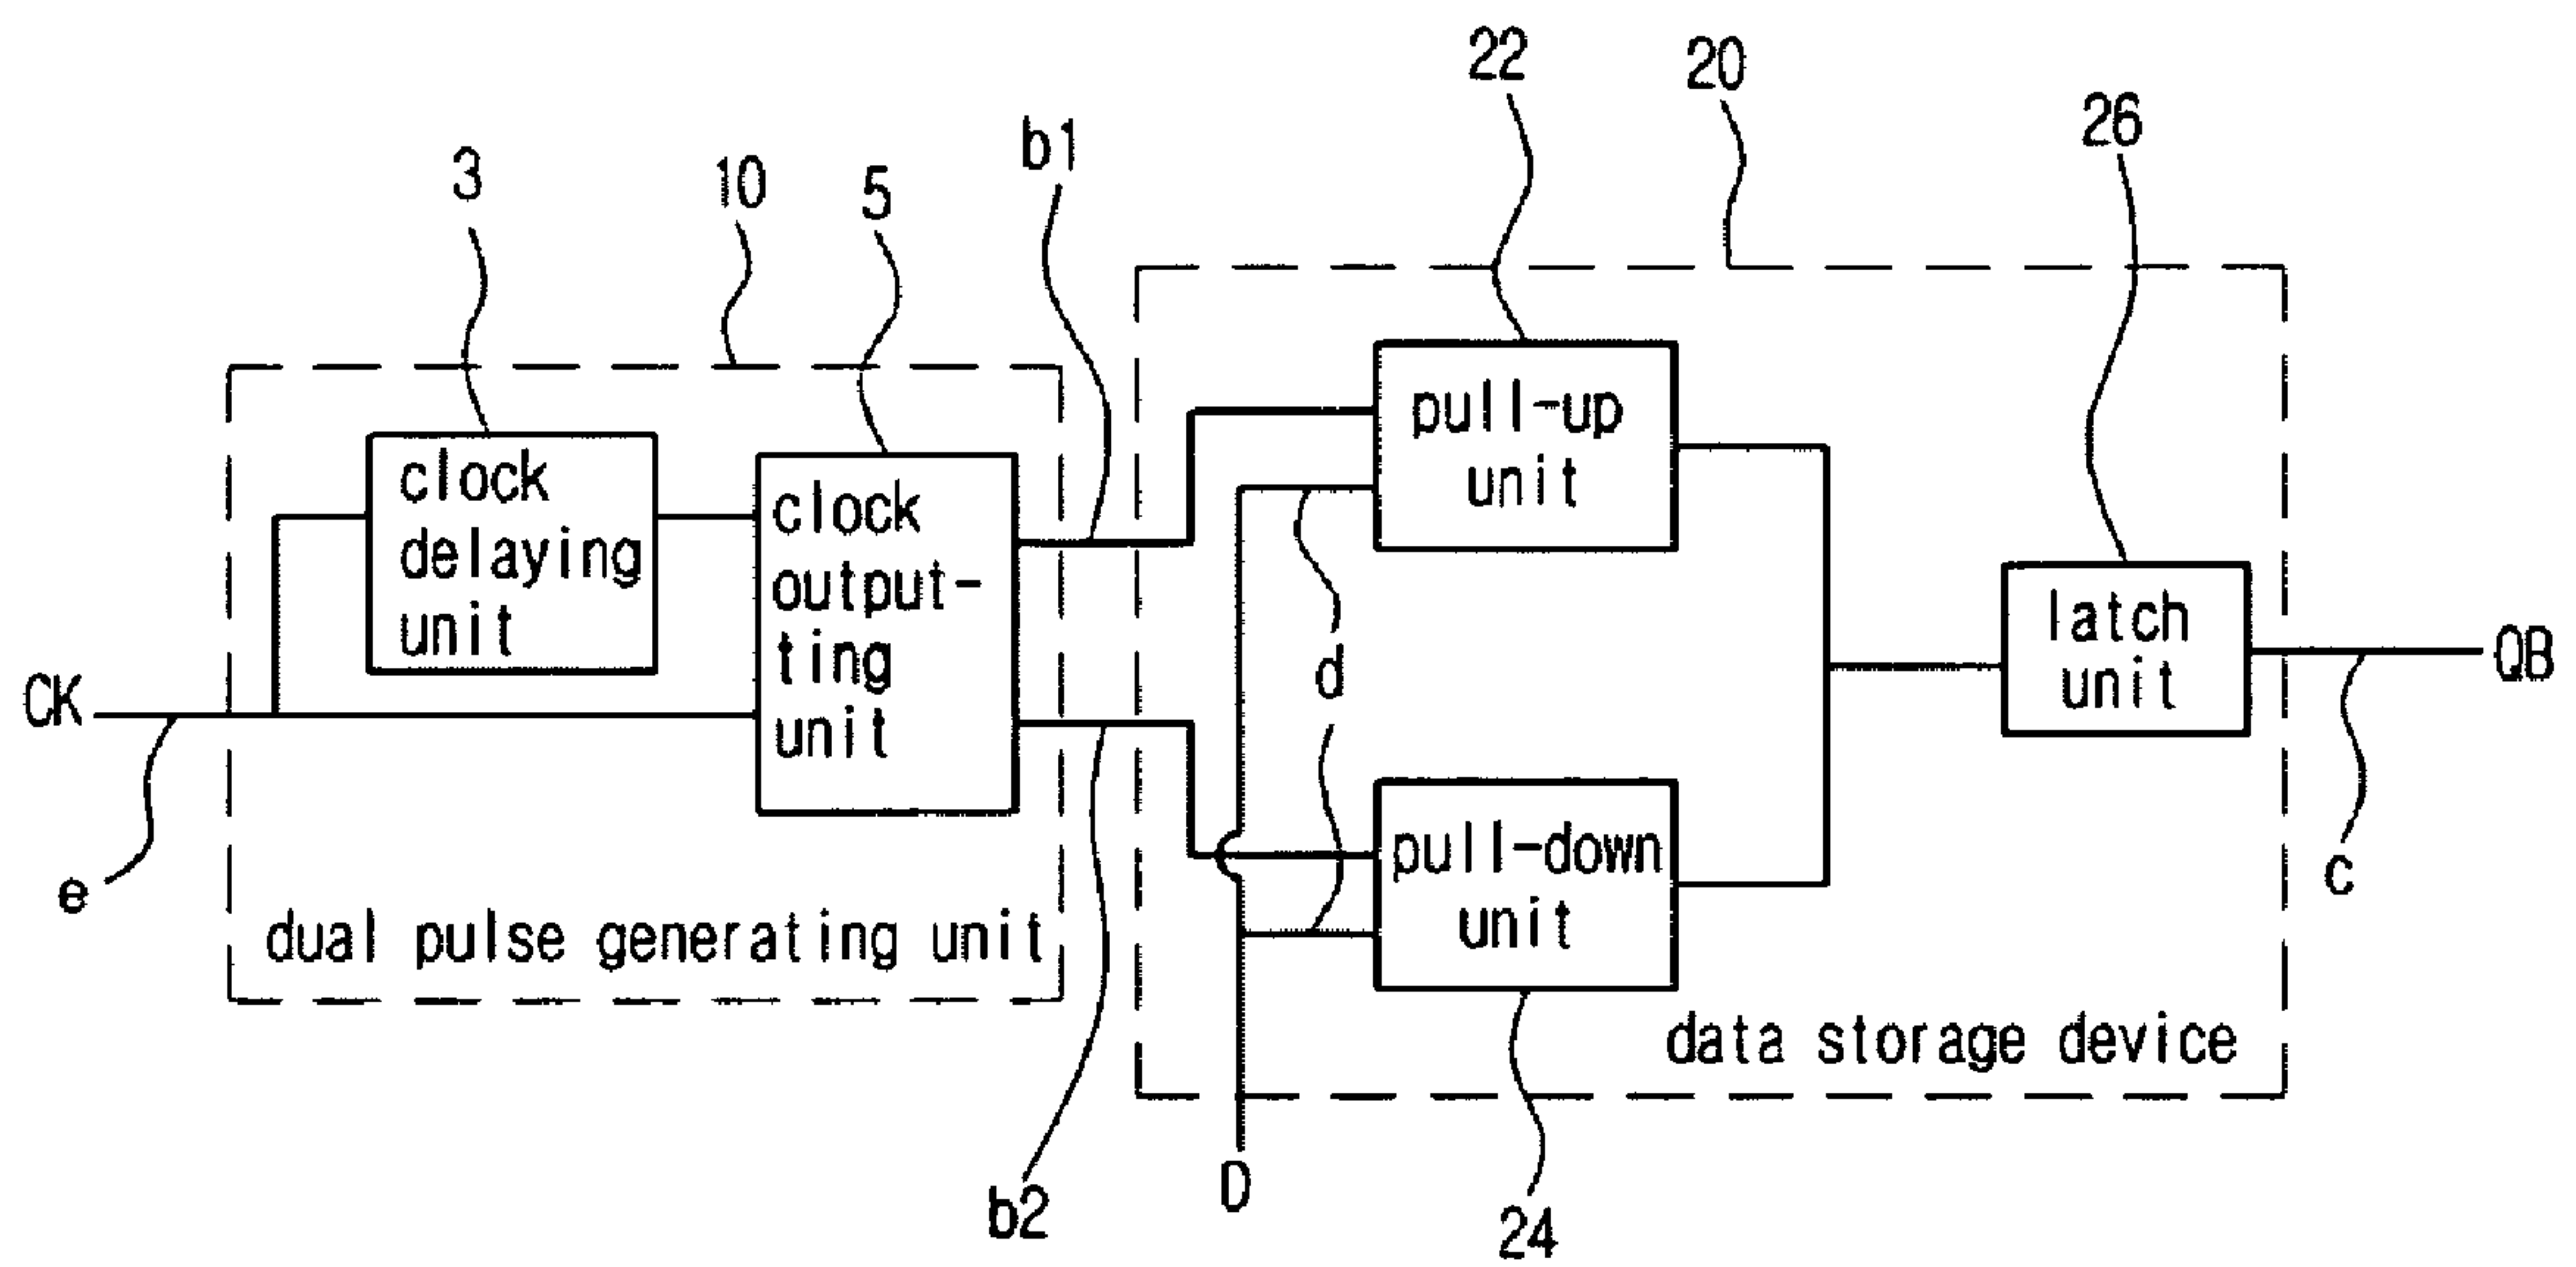 22
20
26
b1
3
10
5
pull-up
unit
clock
delaying
unit
clock
output-
ting
unit
latch
unit
d
CK
QB
e
c
pull-down
unit
dual pulse generating unit
data storage device
b2
D
24